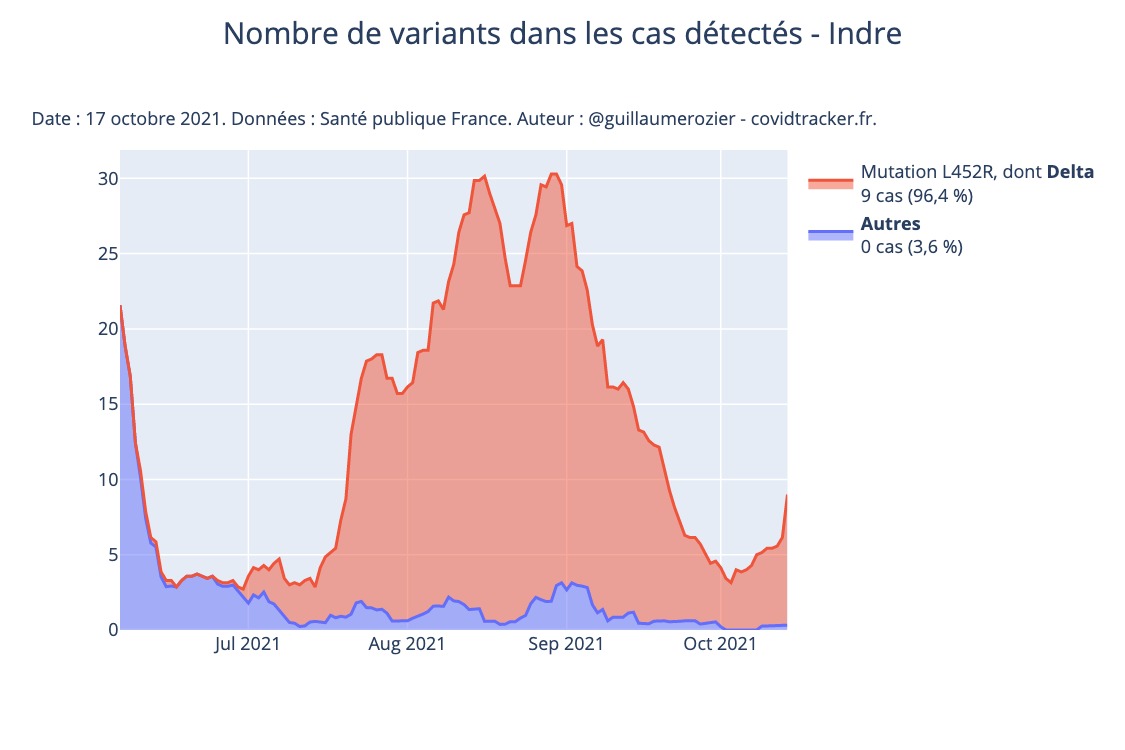 Nombre de variants dans les cas détectés - Indre
Date : 17 octobre 2021. Données : Santé publique France. Auteur : @guillaumerozier - covidtracker.fr.
Mutation L452R, dont Delta
9 cas (96,4 %)
Autres
0 cas (3,6 %)
30
25
20
15
10
5
0
Jul 2021
Aug 2021
Sep 2021
Oct 2021